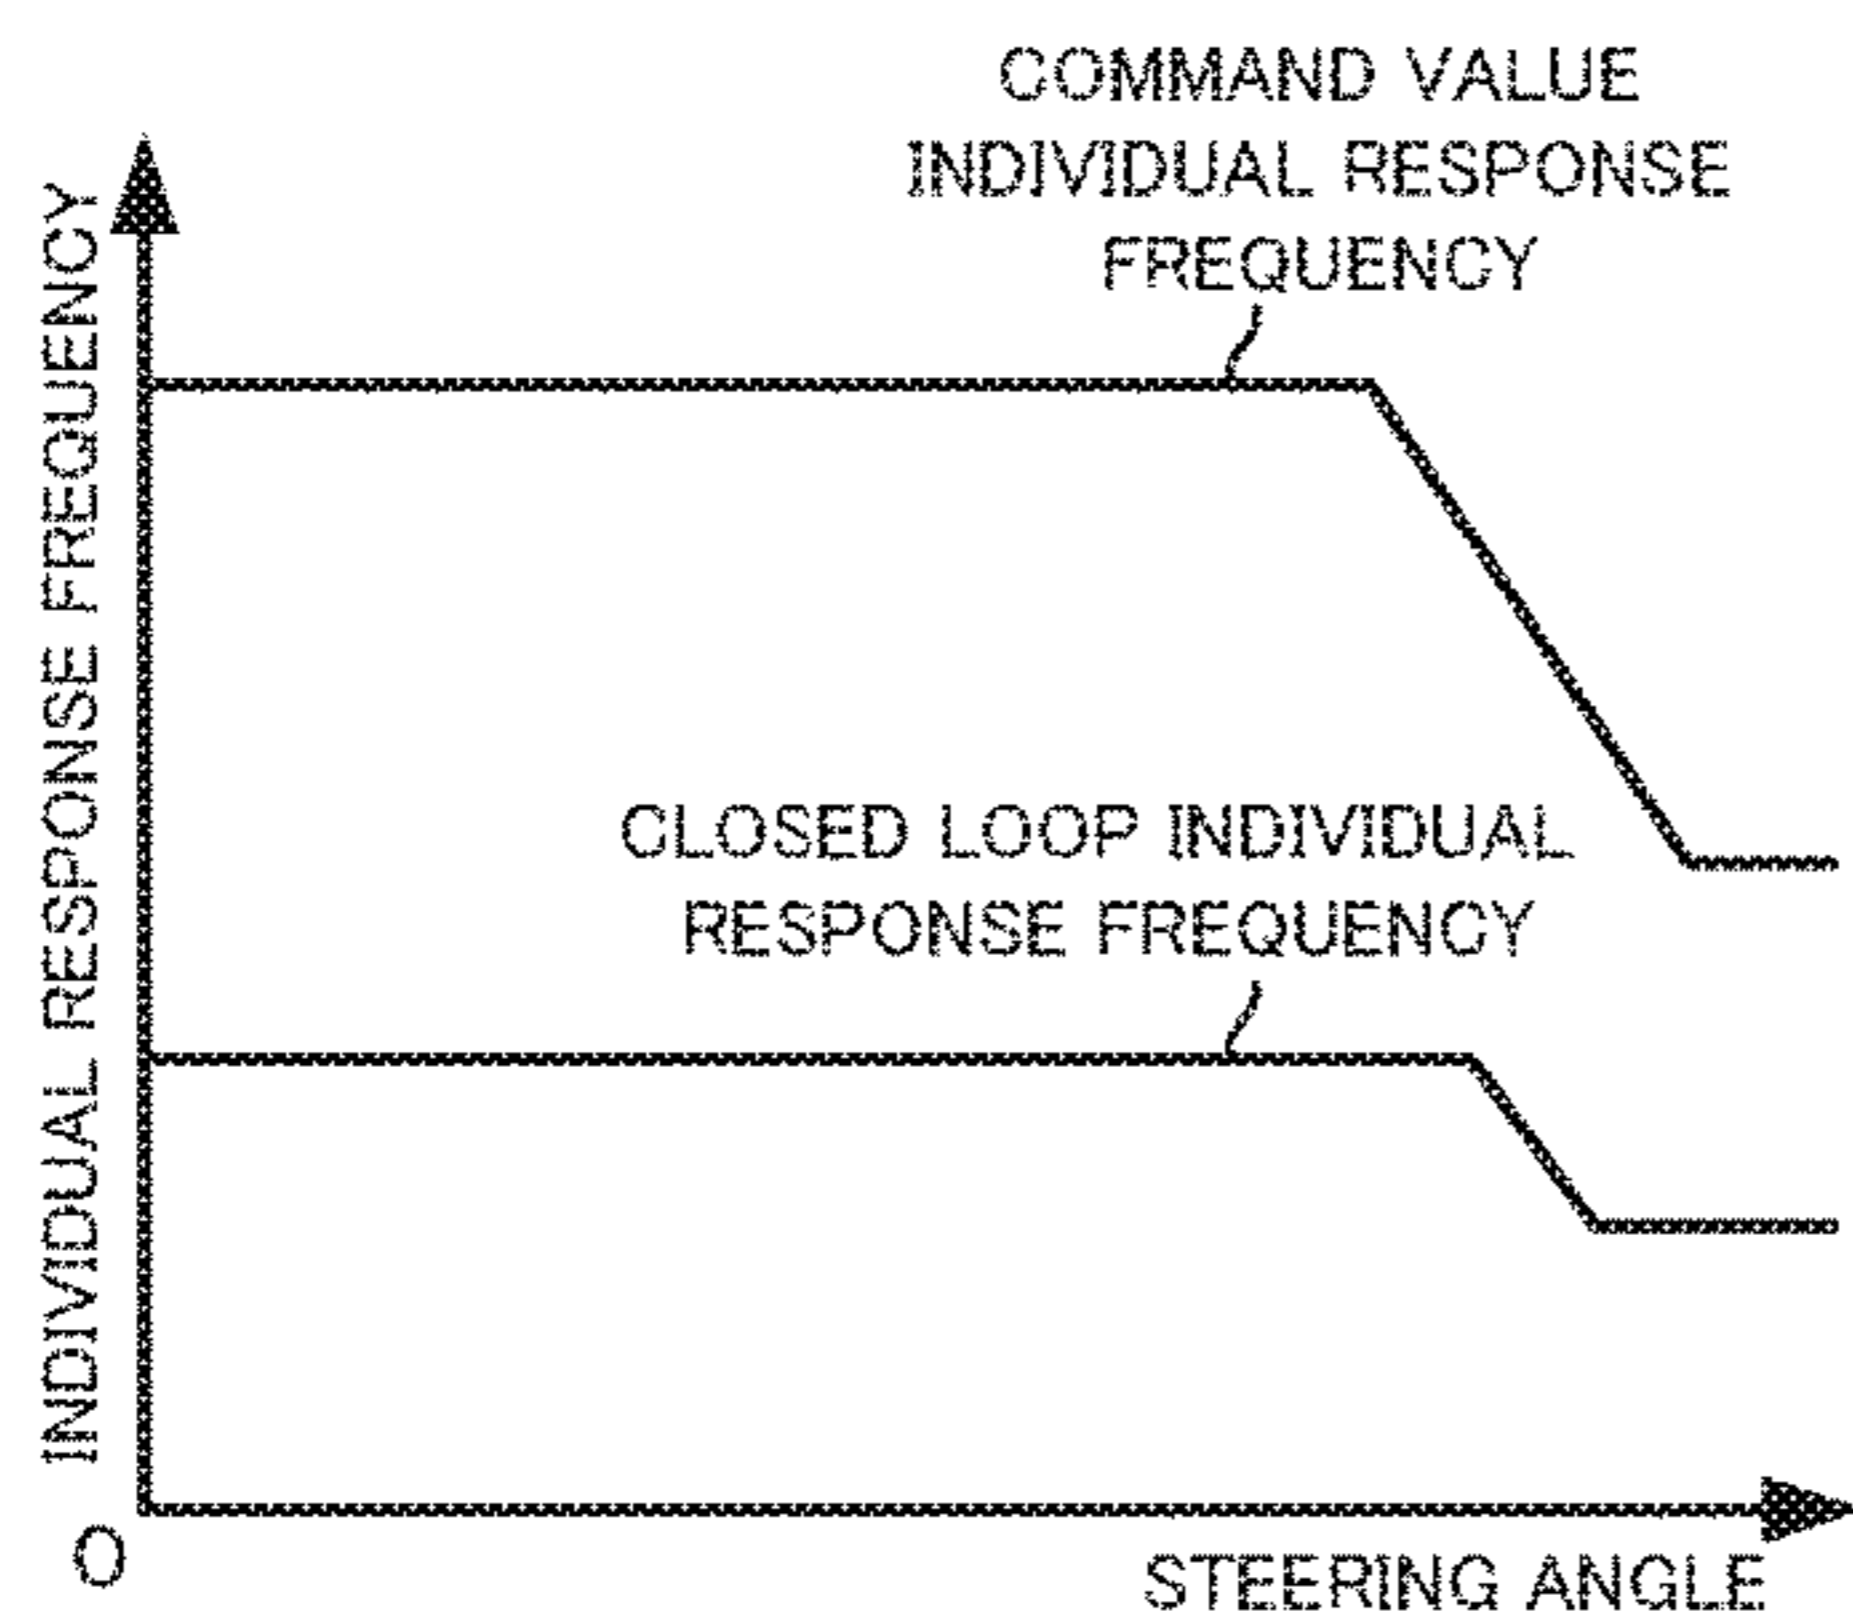 COMMAND VALUE
INDIVIDUAL RESPONSE
FREQUENCY
INDIVIDUAL RESPONSE FREQUENCY
CLOSED LOOP INDIVIDUAL
RESPONSE FREQUENCY
O
STEERING ANGLE